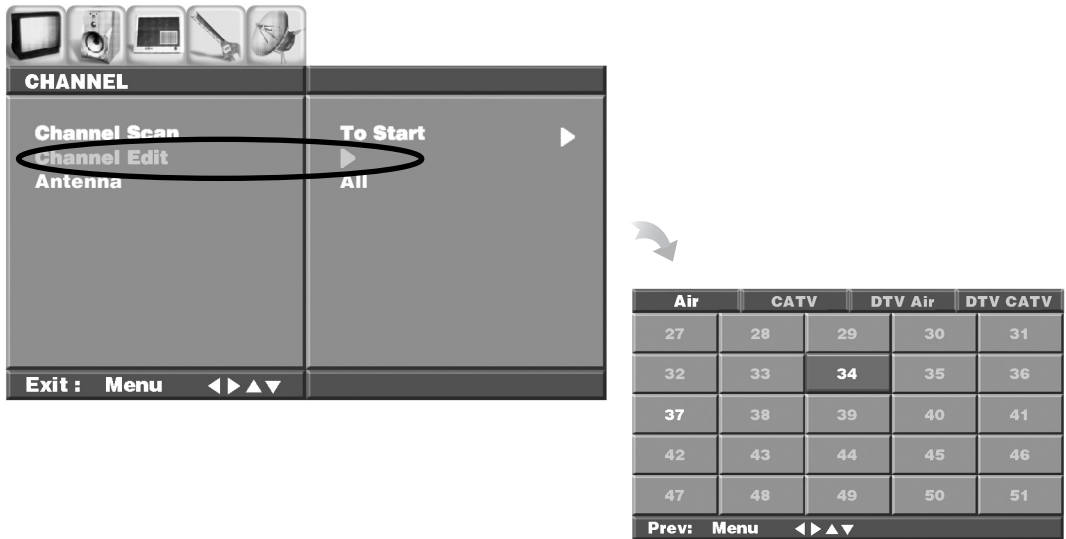 CHANNEL
Channel Scan To Start
Channel Edit
Antenna All
Exit : Menu
Air CATV DTV Air DTV CATV
27 28 29 30 31
32 33 34 35 36
37 38 39 40 41
42 43 44 45 46
47 48 49 50 51
Prev: Menu